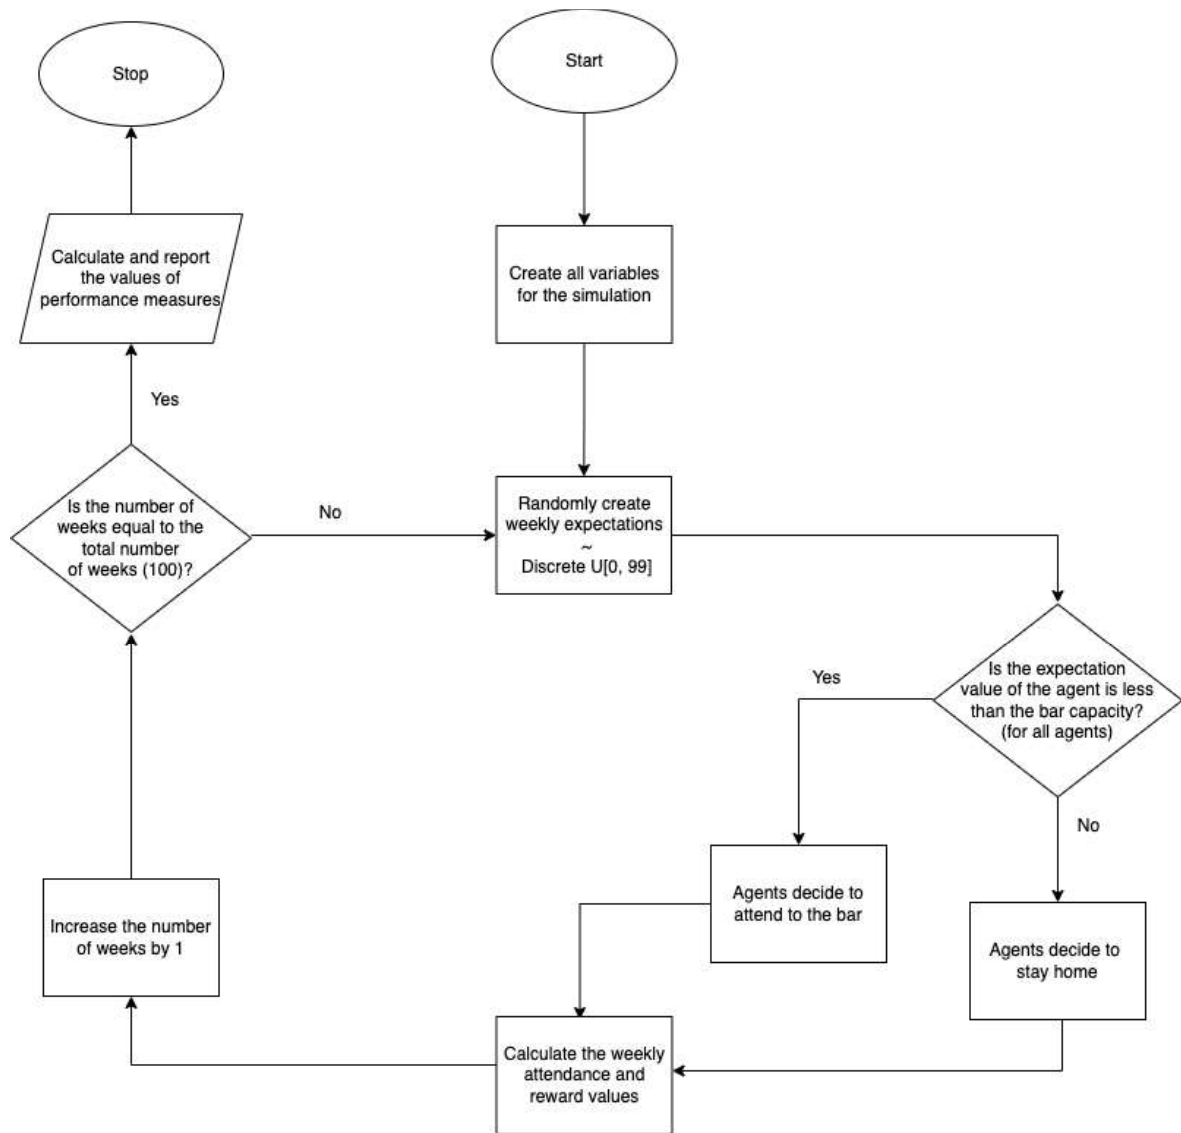 Stop
Start
Calculate and report
the values of
performance measures
Create all variables
for the simulation
Yes
Is the number of
weeks equal to the
total number
of weeks (100)?
No
Randomly create
weekly expectations
~
Discrete U[0, 99]
Is the expectation
value of the agent is less
than the bar capacity?
(for all agents)
Yes
No
Agents decide to
attend to the bar
Increase the number
of weeks by 1
Agents decide to
stay home
Calculate the weekly
attendance and
reward values